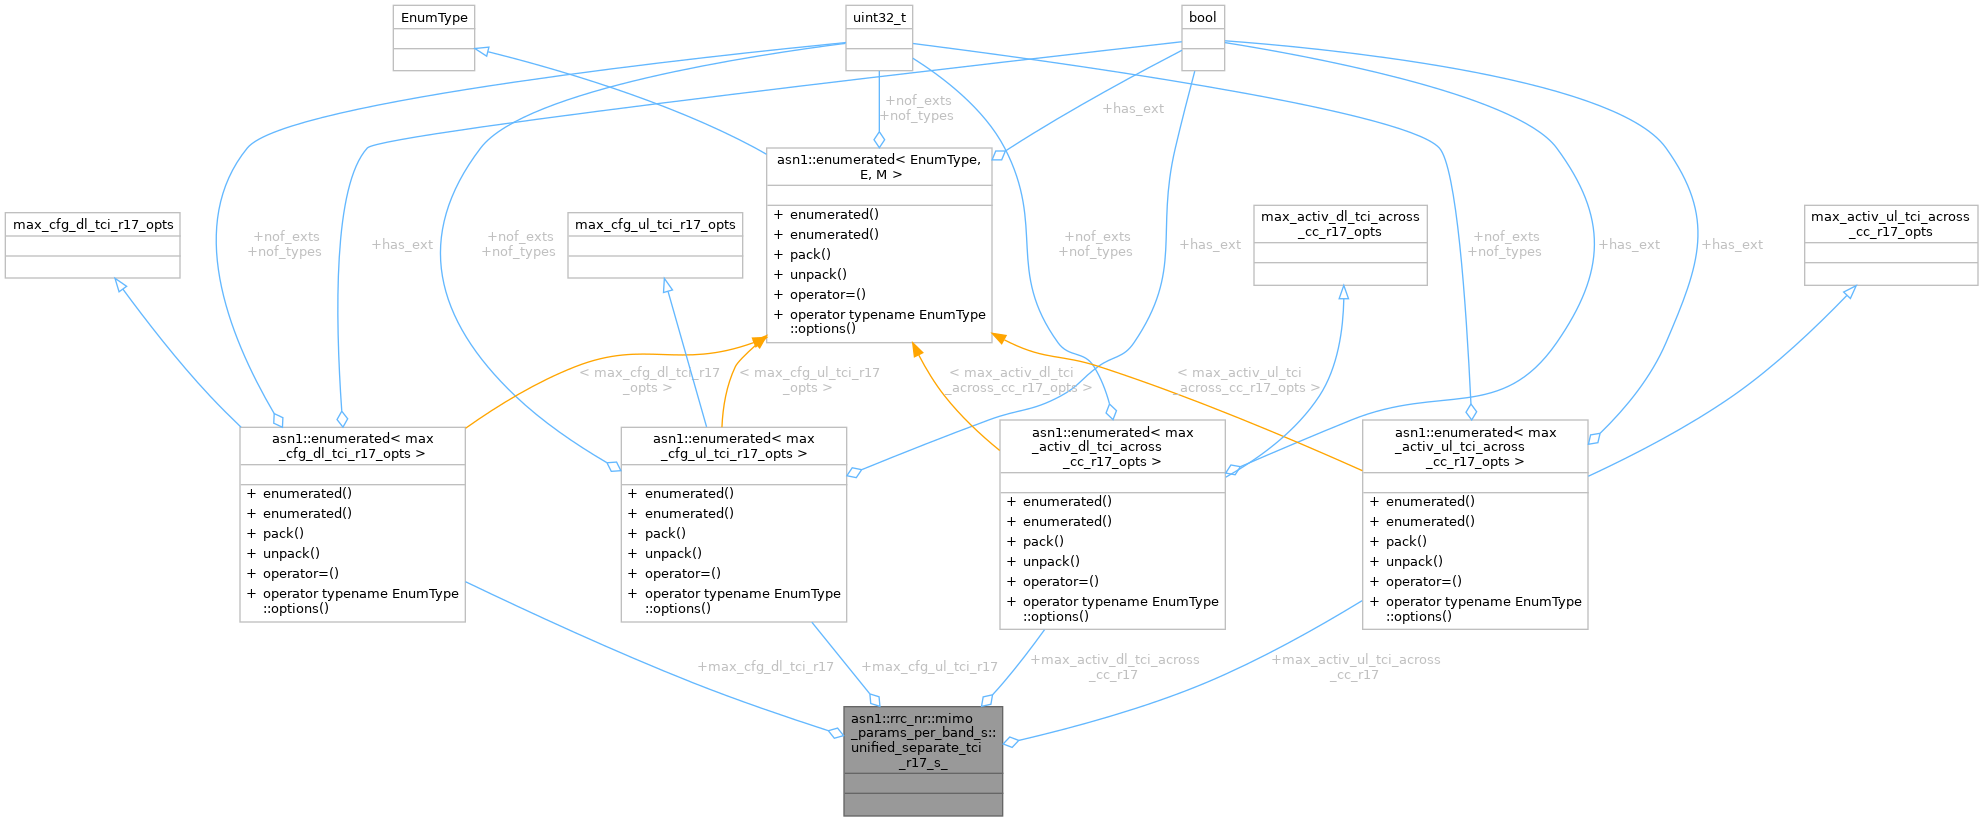 EnumType
uint32_t
bool
+nof_exts
+nof_types
+has_ext
asn1::enumerated< EnumType,
E, M >
+ enumerated()
+ enumerated()
+ pack()
+ unpack()
+ operator=()
+ operator typename EnumType
::options()
max_cfg_dl_tci_r17_opts
max_cfg_ul_tci_r17_opts
max_activ_dl_tci_across
_cc_r17_opts
max_activ_ul_tci_across
_cc_r17_opts
+nof_exts
+nof_types
+has_ext
+nof_exts
+nof_types
+nof_exts
+nof_types
+has_ext
+nof_exts
+nof_types
+has_ext
+has_ext
< max_cfg_dl_tci_r17
_opts >
< max_cfg_ul_tci_r17
_opts >
< max_activ_dl_tci
_across_cc_r17_opts >
< max_activ_ul_tci
_across_cc_r17_opts >
asn1::enumerated< max
_cfg_dl_tci_r17_opts >
+ enumerated()
+ enumerated()
+ pack()
+ unpack()
+ operator=()
+ operator typename EnumType
::options()
asn1::enumerated< max
_cfg_ul_tci_r17_opts >
+ enumerated()
+ enumerated()
+ pack()
+ unpack()
+ operator=()
+ operator typename EnumType
::options()
asn1::enumerated< max
_activ_dl_tci_across
_cc_r17_opts >
+ enumerated()
+ enumerated()
+ pack()
+ unpack()
+ operator=()
+ operator typename EnumType
::options()
asn1::enumerated< max
_activ_ul_tci_across
_cc_r17_opts >
+ enumerated()
+ enumerated()
+ pack()
+ unpack()
+ operator=()
+ operator typename EnumType
::options()
+max_cfg_dl_tci_r17
+max_cfg_ul_tci_r17
+max_activ_dl_tci_across
_cc_r17
+max_activ_ul_tci_across
_cc_r17
asn1::rrc_nr::mimo
_params_per_band_s::
unified_separate_tci
_r17_s_